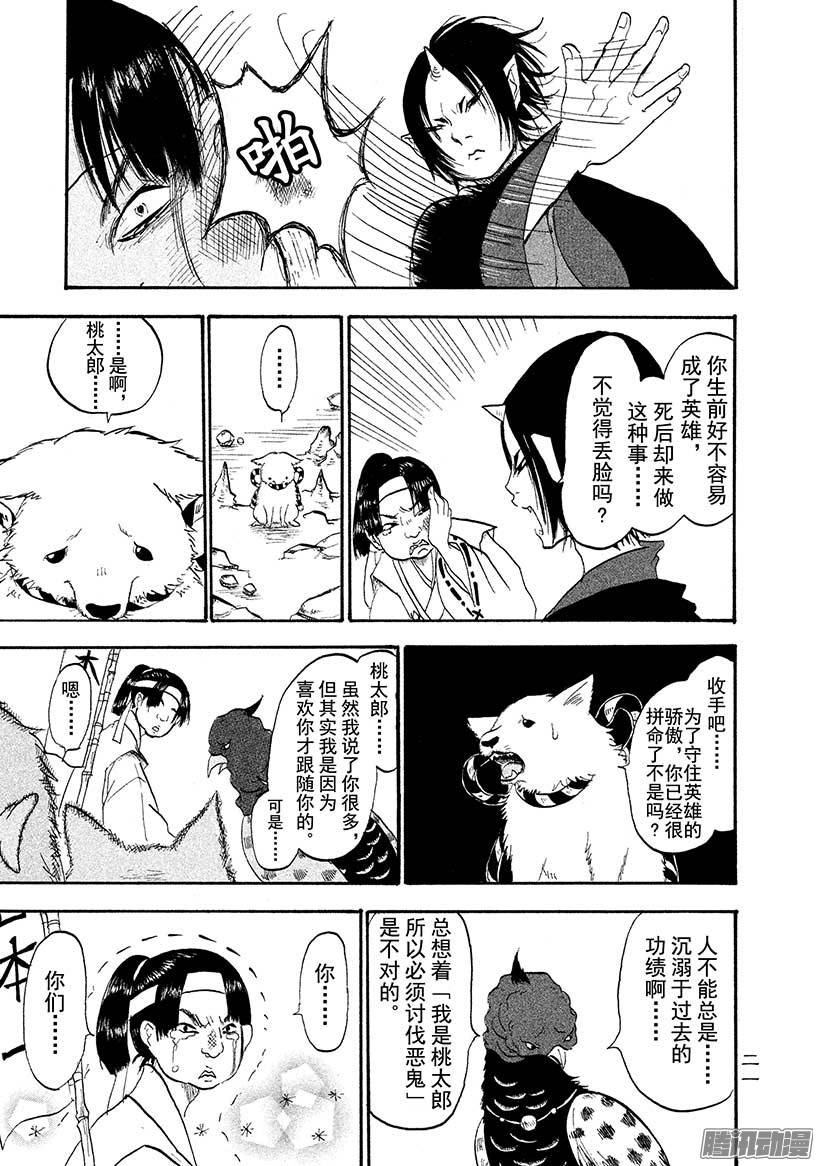 啪
你生前好不容易
成了英雄，
死后却来做
这种事……
不觉得丢脸吗？
……
……是啊，
桃太郎……
收手吧……
为了守住英雄的
骄傲，你已经很
拼命了不是吗？
桃太郎……
虽然我说了你很多，
但其实我是因为
喜欢你才跟随你的。
可是……
嗯……
木
人不能总是……
沉溺于过去的
功绩啊……
总想着「我是桃太郎
所以必须讨伐恶鬼」
是不对的。
你……
你们……
本一
二一
腾讯动漫